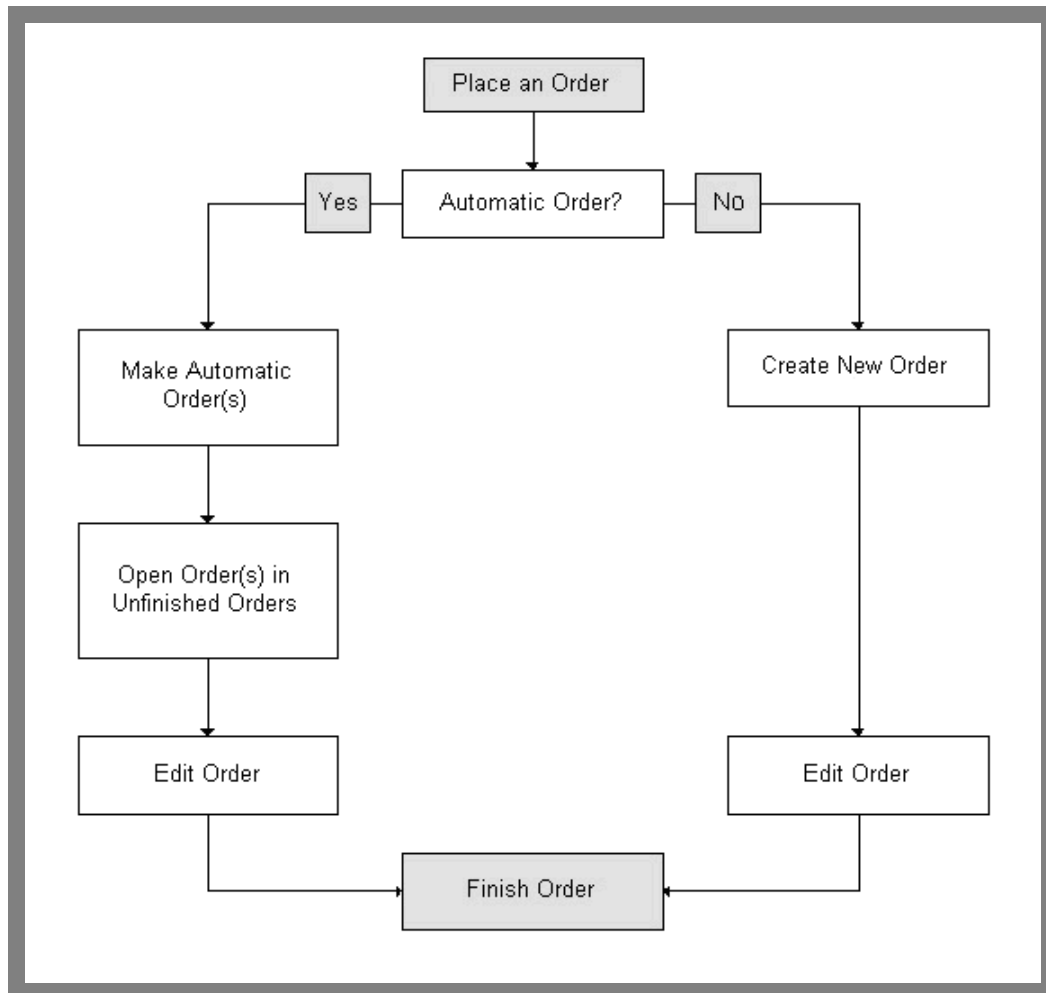 Place an Order
Yes
Automatic Order?
No
Make Automatic
Order(s)
Create New Order
Open Order(s) in
Unfinished Orders
Edit Order
Edit Order
Finish Order